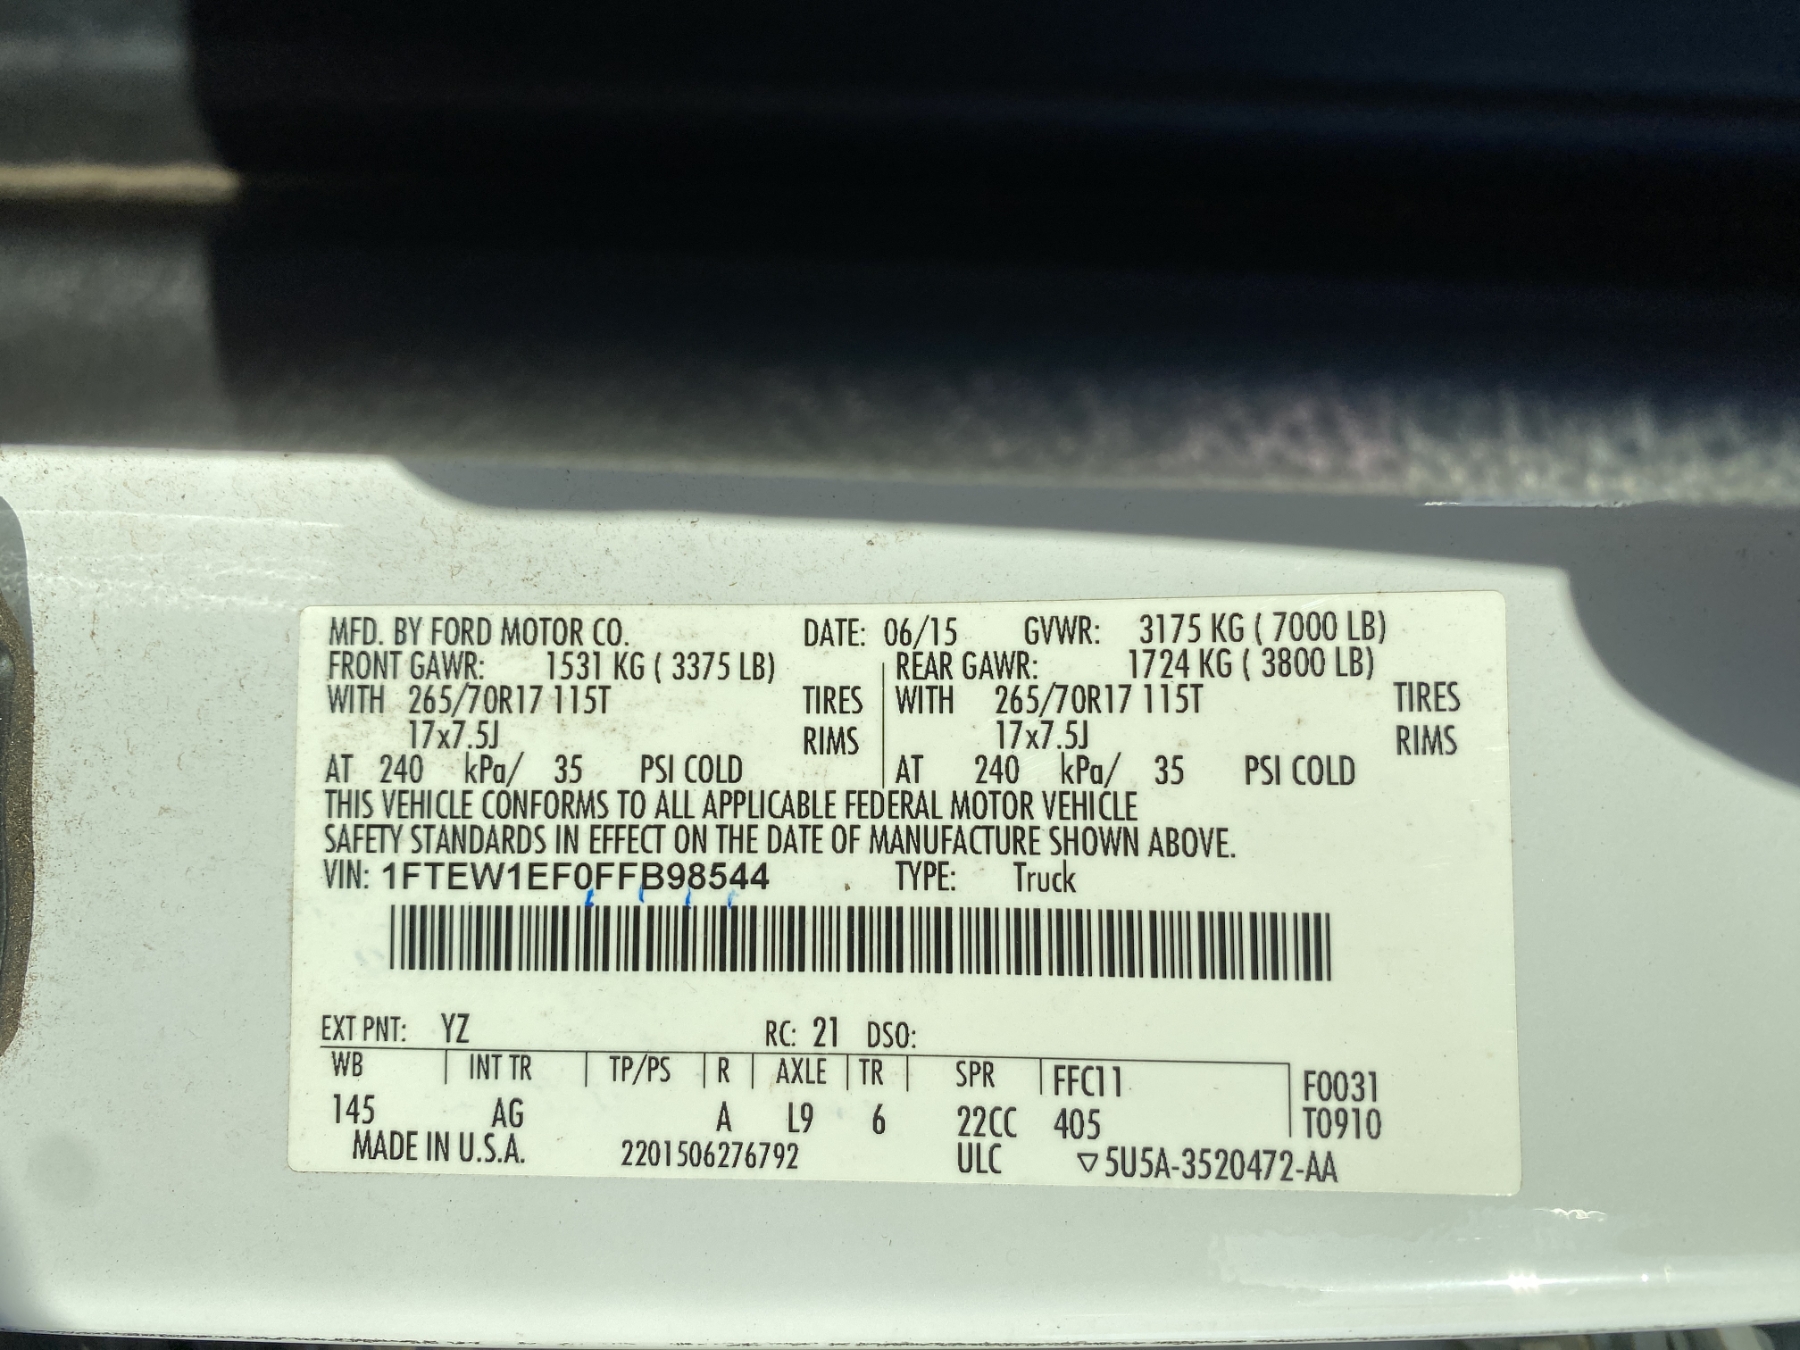 MFD. BY FORD MOTOR CO. DATE: 06/15 GVWR: 3175 KG ( 7000 LB)
FRONT GAWR: 1531 KG ( 3375 LB) REAR GAWR: 1724 KG ( 3800 LB)
WITH 265/70R17 115T TIRES WITH 265/70R17 115T TIRES
17x7.5J RIMS 17x7.5J RIMS
AT 240 kPa/ 35 PSI COLD AT 240 kPa/ 35 PSI COLD
THIS VEHICLE CONFORMS TO ALL APPLICABLE FEDERAL MOTOR VEHICLE
SAFETY STANDARDS IN EFFECT ON THE DATE OF MANUFACTURE SHOWN ABOVE.
VIN: 1FTEW1EF0FFB98544 TYPE: Truck
EXT PNT: YZ RC: 21 DSO:
WB INT TR TP/PS R AXLE TR SPR FFC11 F0031
145 AG A L9 6 22CC 405 T0910
MADE IN U.S.A. 2201506276792 ULC ▽5U5A-3520472-AA